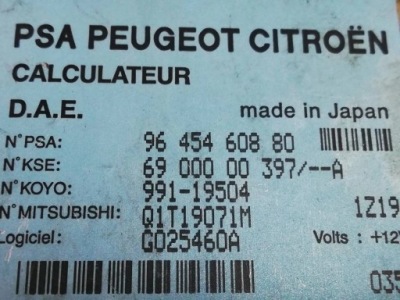 PSA PEUGEOT CITROËN
CALCULATEUR
D.A.E. made in Japan
N°PSA: 96 454 608 80
N°KSE: 69 000 00 397/--A
N°KOYO: 991-19504
N°MITSUBISHI: Q1T19071M 1Z19
Logiciel: G025460A Volts : +12V
035